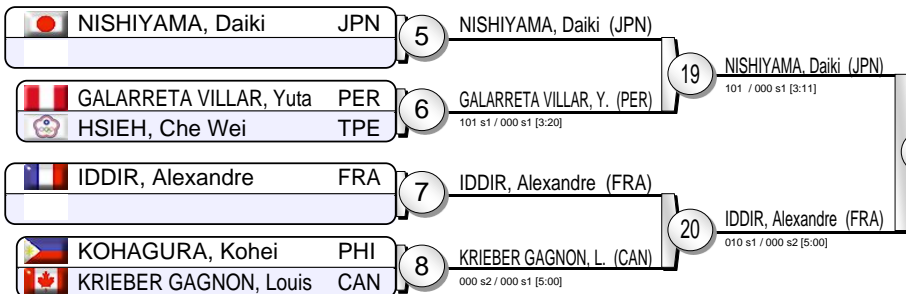 NISHIYAMA, Daiki JPN
5
NISHIYAMA, Daiki (JPN)
GALARRETA VILLAR, Yuta PER
HSIEH, Che Wei TPE
6
GALARRETA VILLAR, Y. (PER)
101 s1 / 000 s1 [3:20]
19
NISHIYAMA, Daiki (JPN)
101 / 000 s1 [3:11]
IDDIR, Alexandre FRA
7
IDDIR, Alexandre (FRA)
KOHAGURA, Kohei PHI
KRIEBER GAGNON, Louis CAN
8
KRIEBER GAGNON, L. (CAN)
000 s2 / 000 s1 [5:00]
20
IDDIR, Alexandre (FRA)
010 s1 / 000 s2 [5:00]